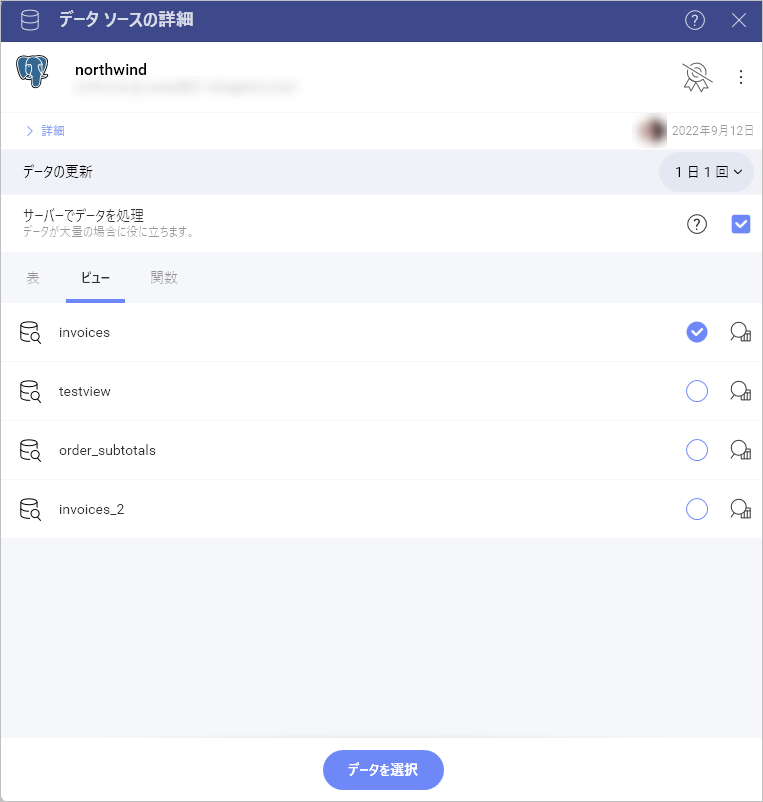 データ ソースの詳細
northwind
詳細
2022年9月12日
データの更新
1 日 1 回
サーバーでデータを処理
データが大量の場合に役に立ちます。
表 ビュー 関数
invoices
testview
order_subtotals
invoices_2
データを選択